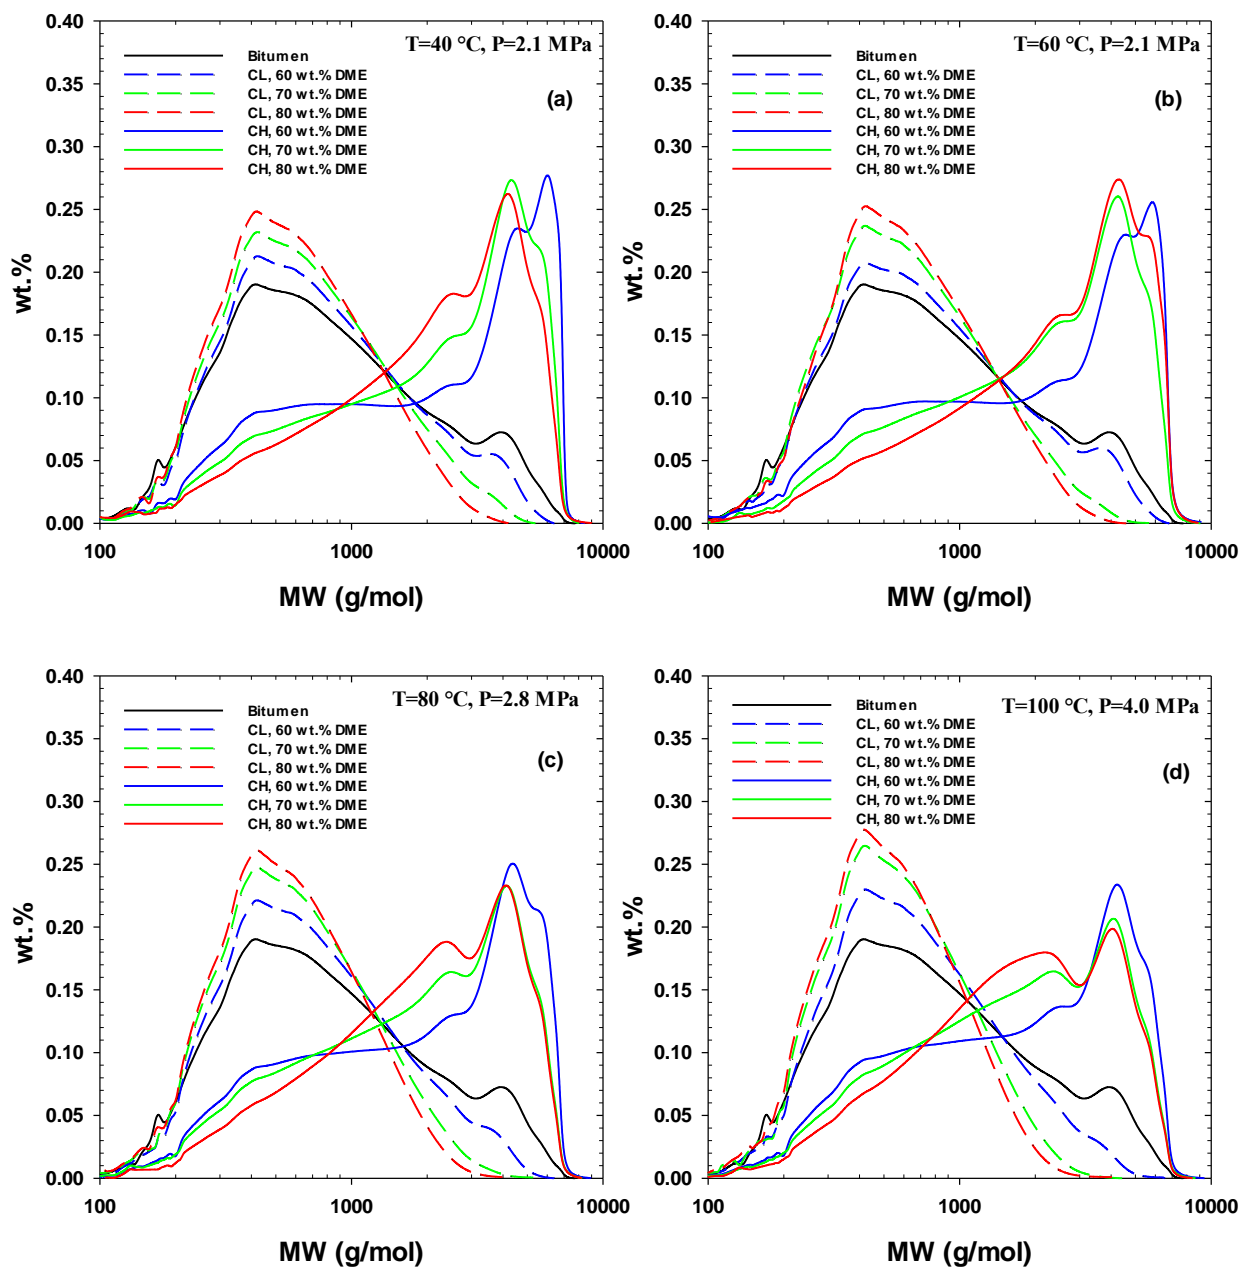 T=40 °C, P=2.1 MPa
(a)
Bitumen
CL, 60 wt.% DME
CL, 70 wt.% DME
CL, 80 wt.% DME
CH, 60 wt.% DME
CH, 70 wt.% DME
CH, 80 wt.% DME
wt.%
0.40
0.35
0.30
0.25
0.20
0.15
0.10
0.05
0.00
100
1000
10000
MW (g/mol)
T=60 °C, P=2.1 MPa
(b)
Bitumen
CL, 60 wt.% DME
CL, 70 wt.% DME
CL, 80 wt.% DME
CH, 60 wt.% DME
CH, 70 wt.% DME
CH, 80 wt.% DME
wt.%
0.40
0.35
0.30
0.25
0.20
0.15
0.10
0.05
0.00
100
1000
10000
MW (g/mol)
T=80 °C, P=2.8 MPa
(c)
Bitumen
CL, 60 wt.% DME
CL, 70 wt.% DME
CL, 80 wt.% DME
CH, 60 wt.% DME
CH, 70 wt.% DME
CH, 80 wt.% DME
wt.%
0.40
0.35
0.30
0.25
0.20
0.15
0.10
0.05
0.00
100
1000
10000
MW (g/mol)
T=100 °C, P=4.0 MPa
(d)
Bitumen
CL, 60 wt.% DME
CL, 70 wt.% DME
CL, 80 wt.% DME
CH, 60 wt.% DME
CH, 70 wt.% DME
CH, 80 wt.% DME
wt.%
0.40
0.35
0.30
0.25
0.20
0.15
0.10
0.05
0.00
100
1000
10000
MW (g/mol)